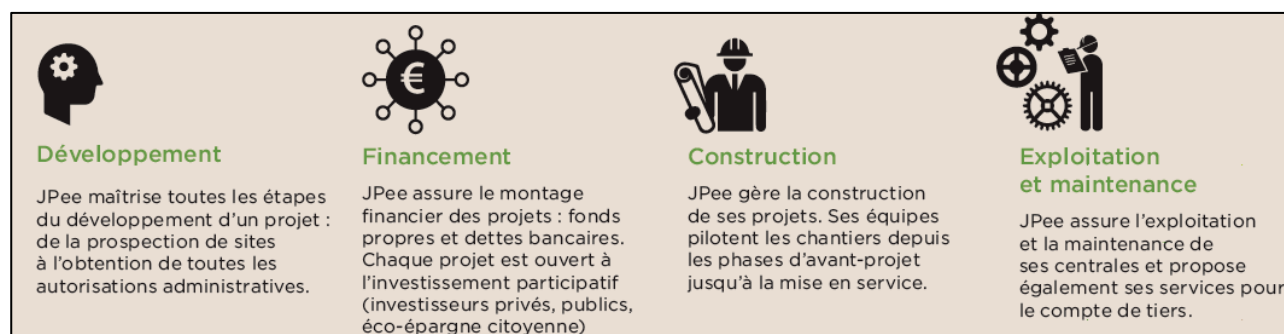 Développement
JPee maîtrise toutes les étapes
du développement d'un projet :
de la prospection de sites
à l'obtention de toutes les
autorisations administratives.
€
Financement
JPee assure le montage
financier des projets : fonds
propres et dettes bancaires.
Chaque projet est ouvert à
l'investissement participatif
(investisseurs privés, publics,
éco-épargne citoyenne)
Construction
JPee gère la construction
de ses projets. Ses équipes
pilotent les chantiers depuis
les phases d'avant-projet
jusqu'à la mise en service.
Exploitation
et maintenance
JPee assure l'exploitation
et la maintenance de
ses centrales et propose
également ses services pour
le compte de tiers.